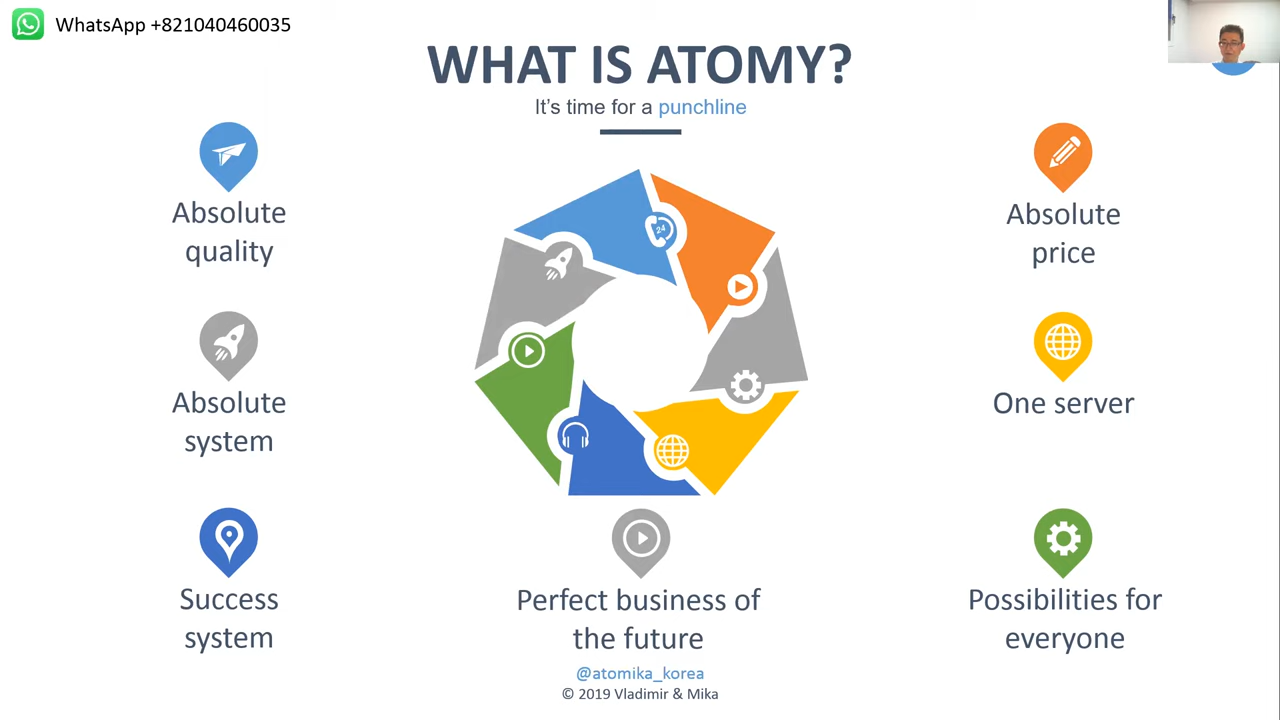 WhatsApp +821040460035
WHAT IS ATOMY?
It's time for a punchline
Absolute
quality
Absolute
price
24
Absolute
system
One server
Success
system
Perfect business of
the future
Possibilities for
everyone
@atomika_korea
© 2019 Vladimir & Mika